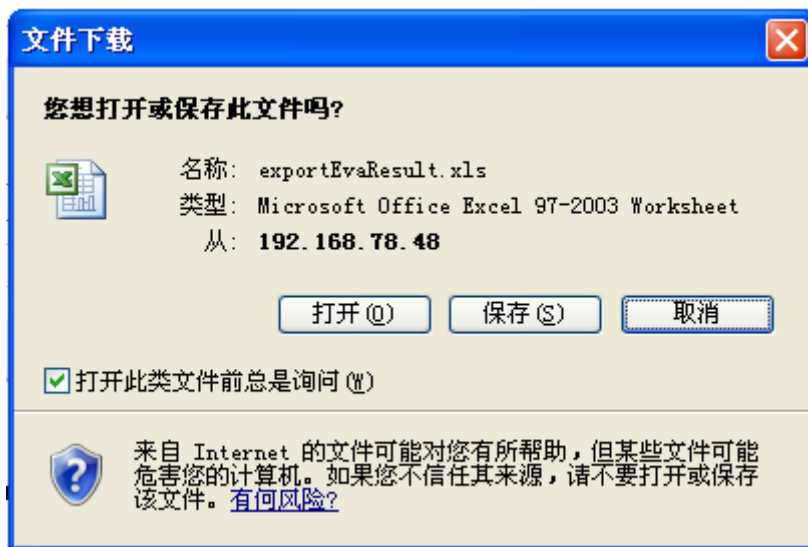 文件下载
您想打开或保存此文件吗?
名称: exportEvaResult.xls
类型: Microsoft Office Excel 97-2003 Worksheet
从: 192.168.78.48
打开(O) 保存(S) 取消
打开此类文件前总是询问(W)
来自 Internet 的文件可能对您有所帮助,但某些文件可能
危害您的计算机。如果您不信任其来源,请不要打开或保存
该文件。有何风险?